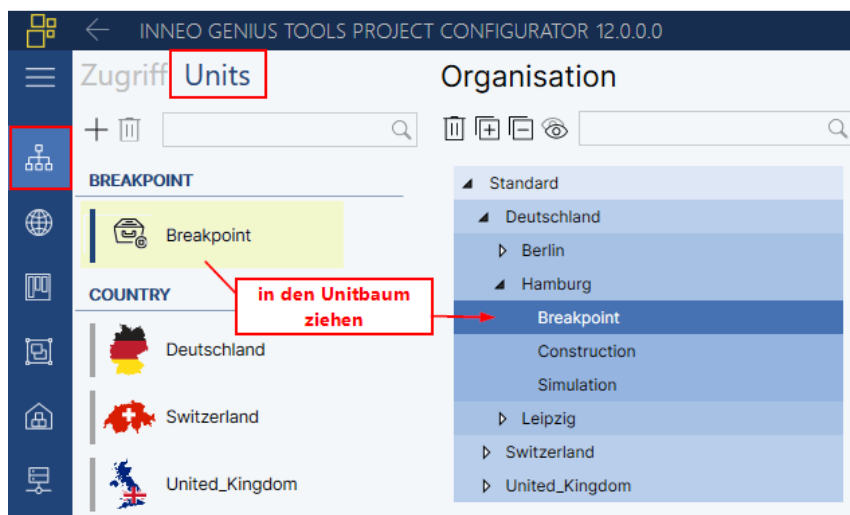 INNEO GENIUS TOOLS PROJECT CONFIGURATOR 12.0.0.0
Zugriff Units
Organisation
BREAKPOINT
Breakpoint
COUNTRY
Deutschland
Switzerland
United_Kingdom
in den Unitbaum
ziehen
Standard
Deutschland
Berlin
Hamburg
Breakpoint
Construction
Simulation
Leipzig
Switzerland
United_Kingdom